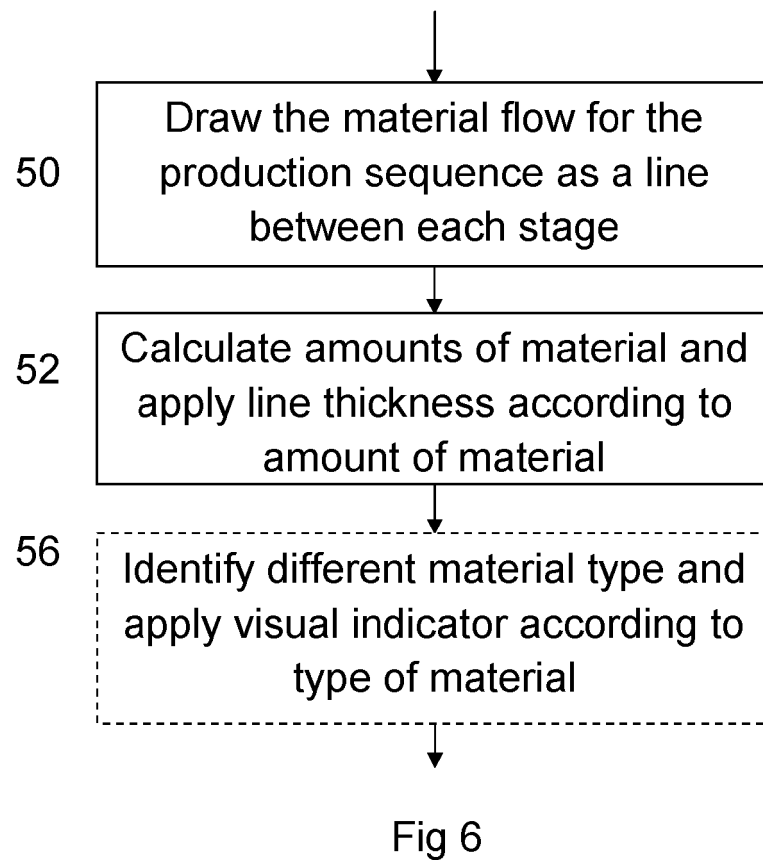 50
Draw the material flow for the
production sequence as a line
between each stage
52
Calculate amounts of material and
apply line thickness according to
amount of material
56
Identify different material type and
apply visual indicator according to
type of material
Fig 6